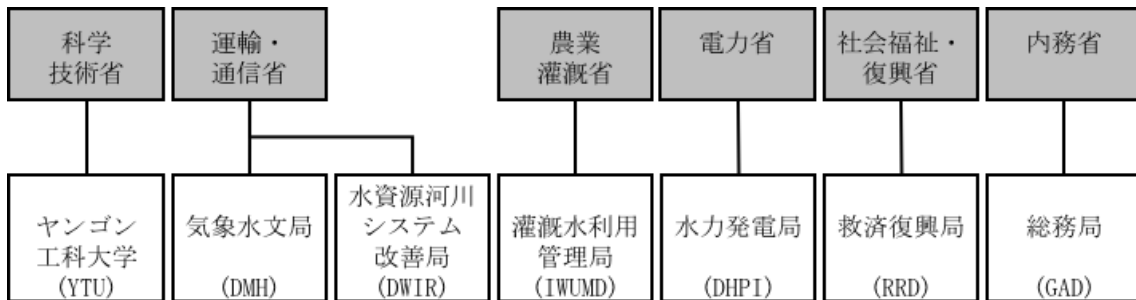 科学
技術省
運輸・
通信省
農業
灌漑省
電力省
社会福祉・
復興省
内務省
ヤンゴン
工科大学
(YTU)
気象水文局
(DMH)
水資源河川
システム
改善局
(DWIR)
灌漑水利用
管理局
(IWUMD)
水力発電局
(DHPI)
救済復興局
(RRD)
総務局
(GAD)